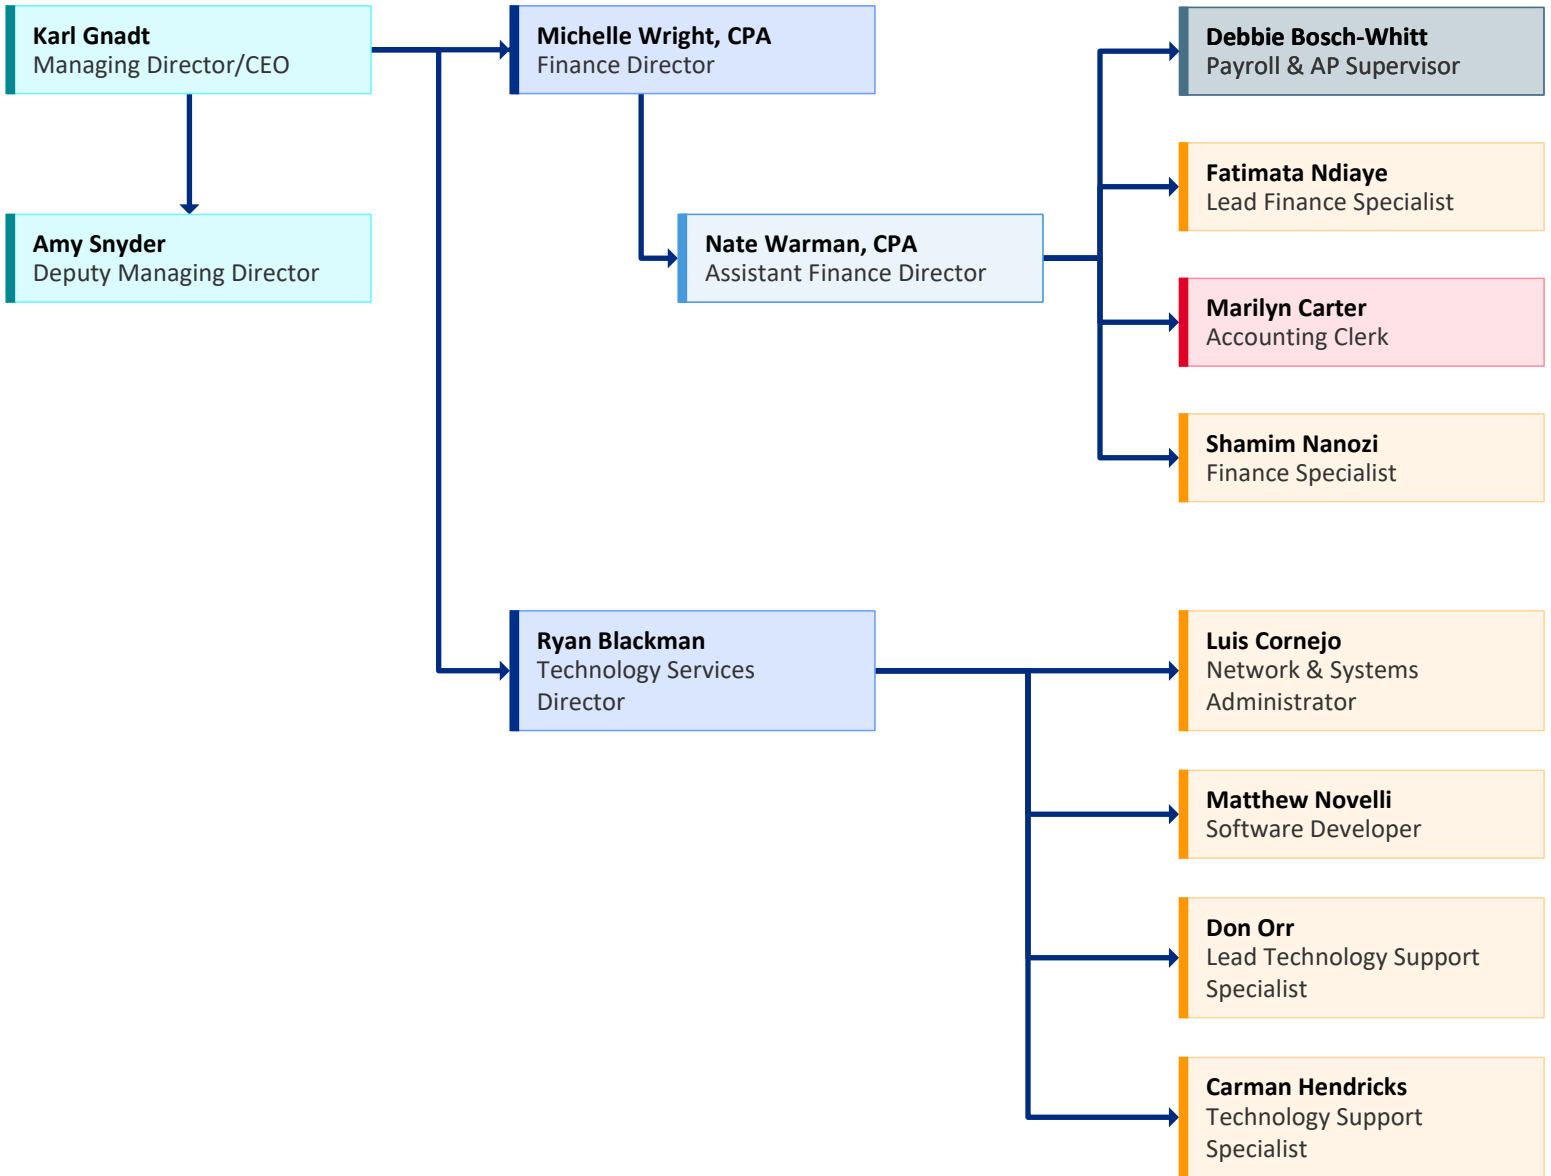 Karl Gnadt
Managing Director/CEO
Michelle Wright, CPA
Finance Director
Debbie Bosch-Whitt
Payroll & AP Supervisor
Fatimata Ndiaye
Lead Finance Specialist
Amy Snyder
Deputy Managing Director
Nate Warman, CPA
Assistant Finance Director
Marilyn Carter
Accounting Clerk
Shamim Nanozi
Finance Specialist
Ryan Blackman
Technology Services
Director
Luis Cornejo
Network & Systems
Administrator
Matthew Novelli
Software Developer
Don Orr
Lead Technology Support
Specialist
Carman Hendricks
Technology Support
Specialist